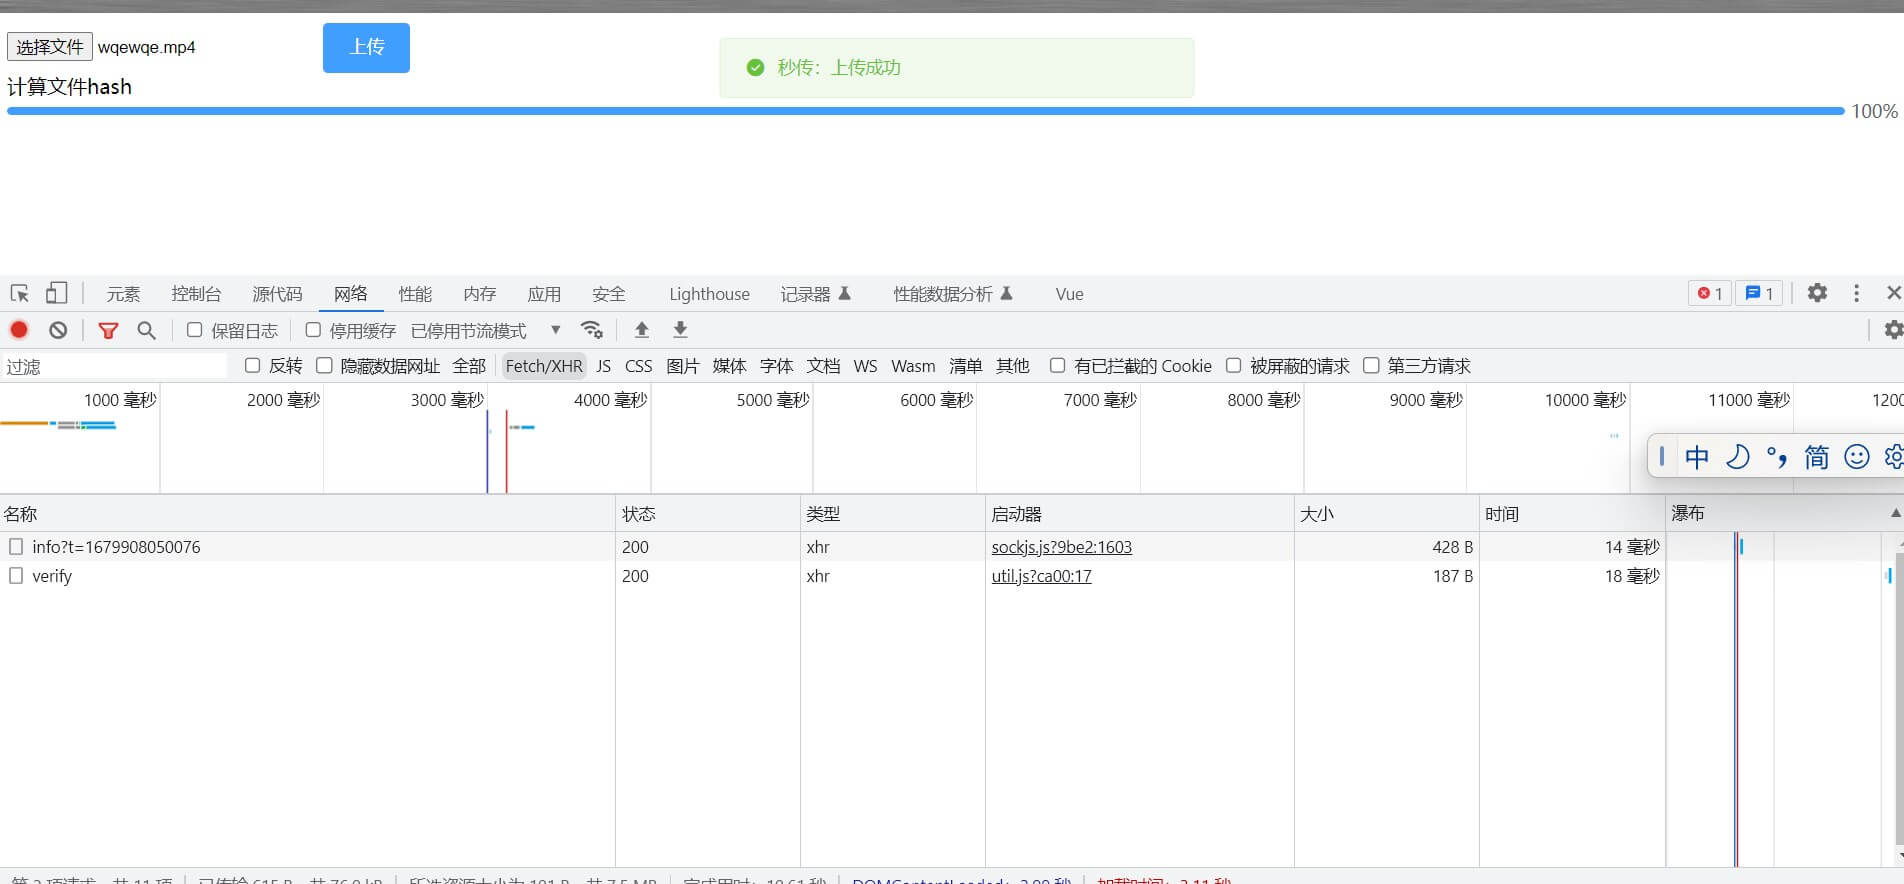 选择文件 wqewqe.mp4 上传
秒传：上传成功
计算文件hash
100%
元素 控制台 源代码 网络 性能 内存 应用 安全 Lighthouse 记录器 性能数据分析 Vue 1 1
保留日志 停用缓存 已停用节流模式
过滤 反转 隐藏数据网址 全部 Fetch/XHR JS CSS 图片 媒体 字体 文档 WS Wasm 清单 其他 有已拦截的 Cookie 被屏蔽的请求 第三方请求
1000 毫秒 2000 毫秒 3000 毫秒 4000 毫秒 5000 毫秒 6000 毫秒 7000 毫秒 8000 毫秒 9000 毫秒 10000 毫秒 11000 毫秒 1200
中 简
名称 状态 类型 启动器 大小 时间 瀑布
info?t=1679908050076 200 xhr sockjs.js?9be2:1603 428 B 14 毫秒
verify 200 xhr util.js?ca00:17 187 B 18 毫秒